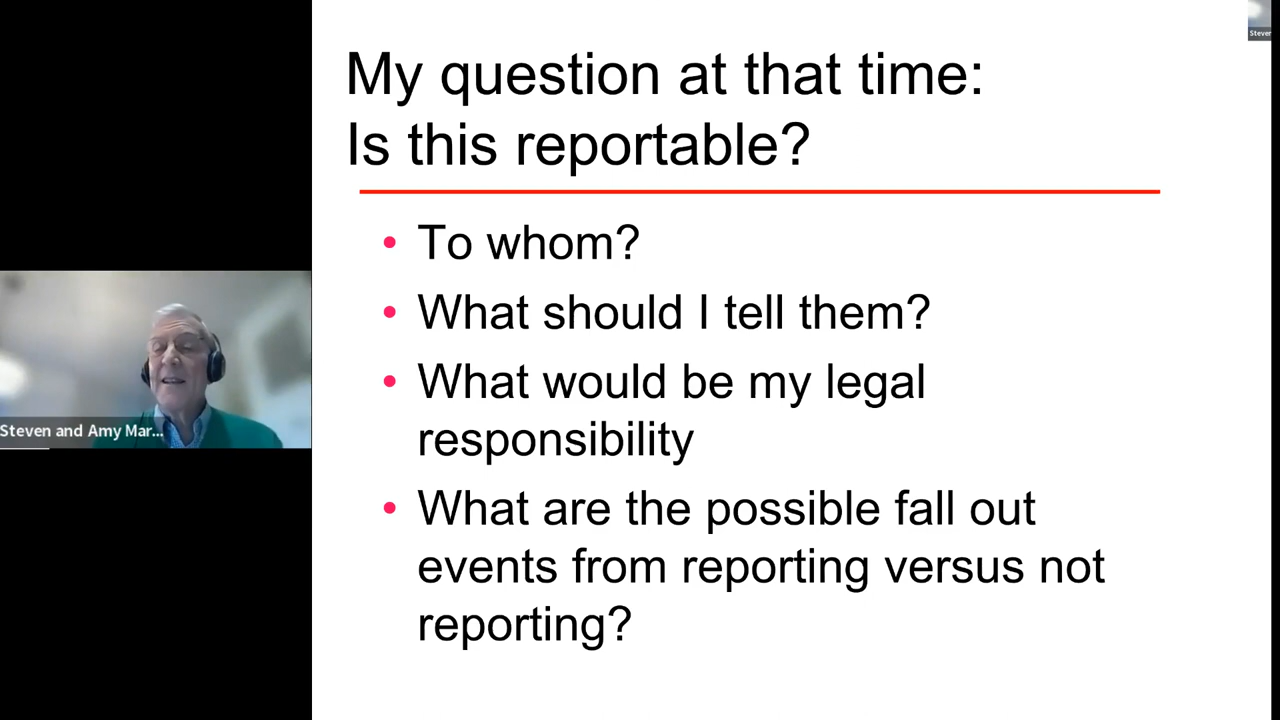 My question at that time:
Is this reportable?
• To whom?
• What should I tell them?
• What would be my legal
responsibility
• What are the possible fall out
events from reporting versus not
reporting?
Steven and Amy Mar...
Steven